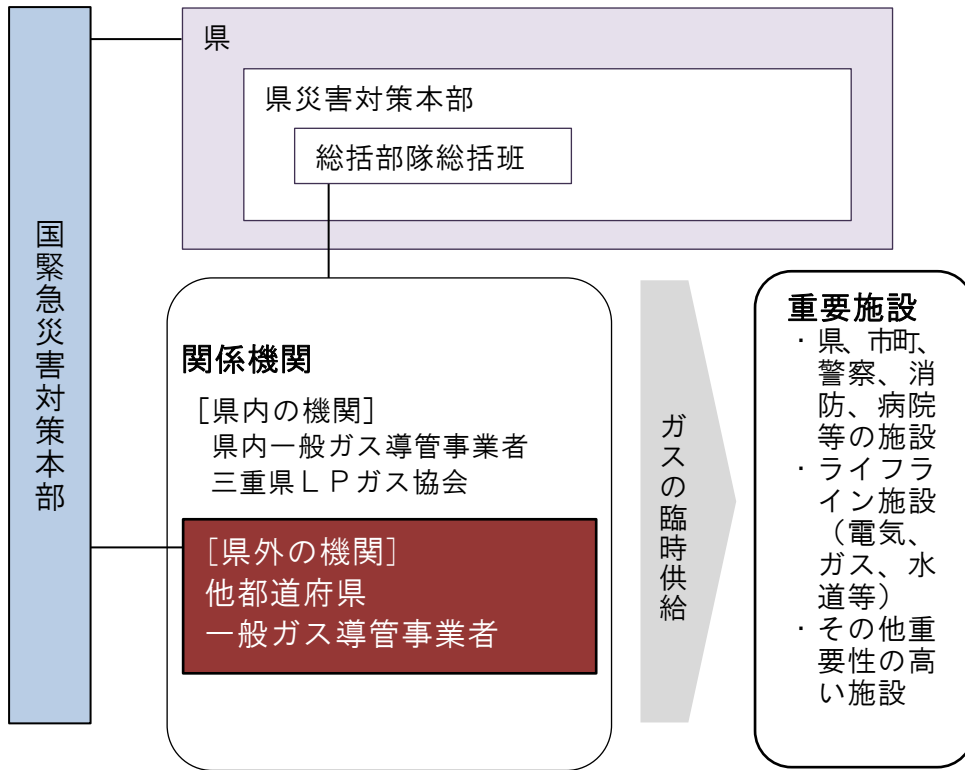 国緊急災害対策本部
県
県災害対策本部
総括部隊総括班
関係機関
［県内の機関］
県内一般ガス導管事業者
三重県ＬＰガス協会
［県外の機関］
他都道府県
一般ガス導管事業者
ガスの臨時供給
重要施設
・県、市町、
警察、消
防、病院
等の施設
・ライフラ
イン施設
（電気、
ガス、水
道等）
・その他重
要性の高
い施設